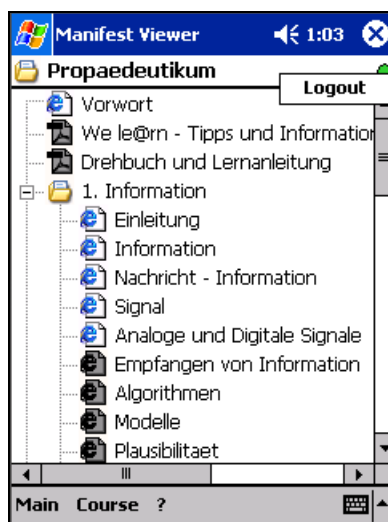 Manifest Viewer 1:03
Propaedeutikum
Logout
Vorwort
We le@rn - Tipps und Information
Drehbuch und Lernanleitung
1. Information
Einleitung
Information
Nachricht - Information
Signal
Analoge und Digitale Signale
Empfangen von Information
Algorithmen
Modelle
Plausibilitaet
Main Course ?